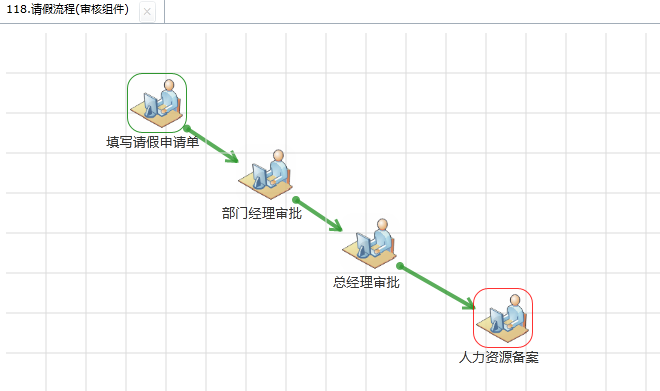 118.请假流程(审核组件)
填写请假申请单
部门经理审批
总经理审批
人力资源备案